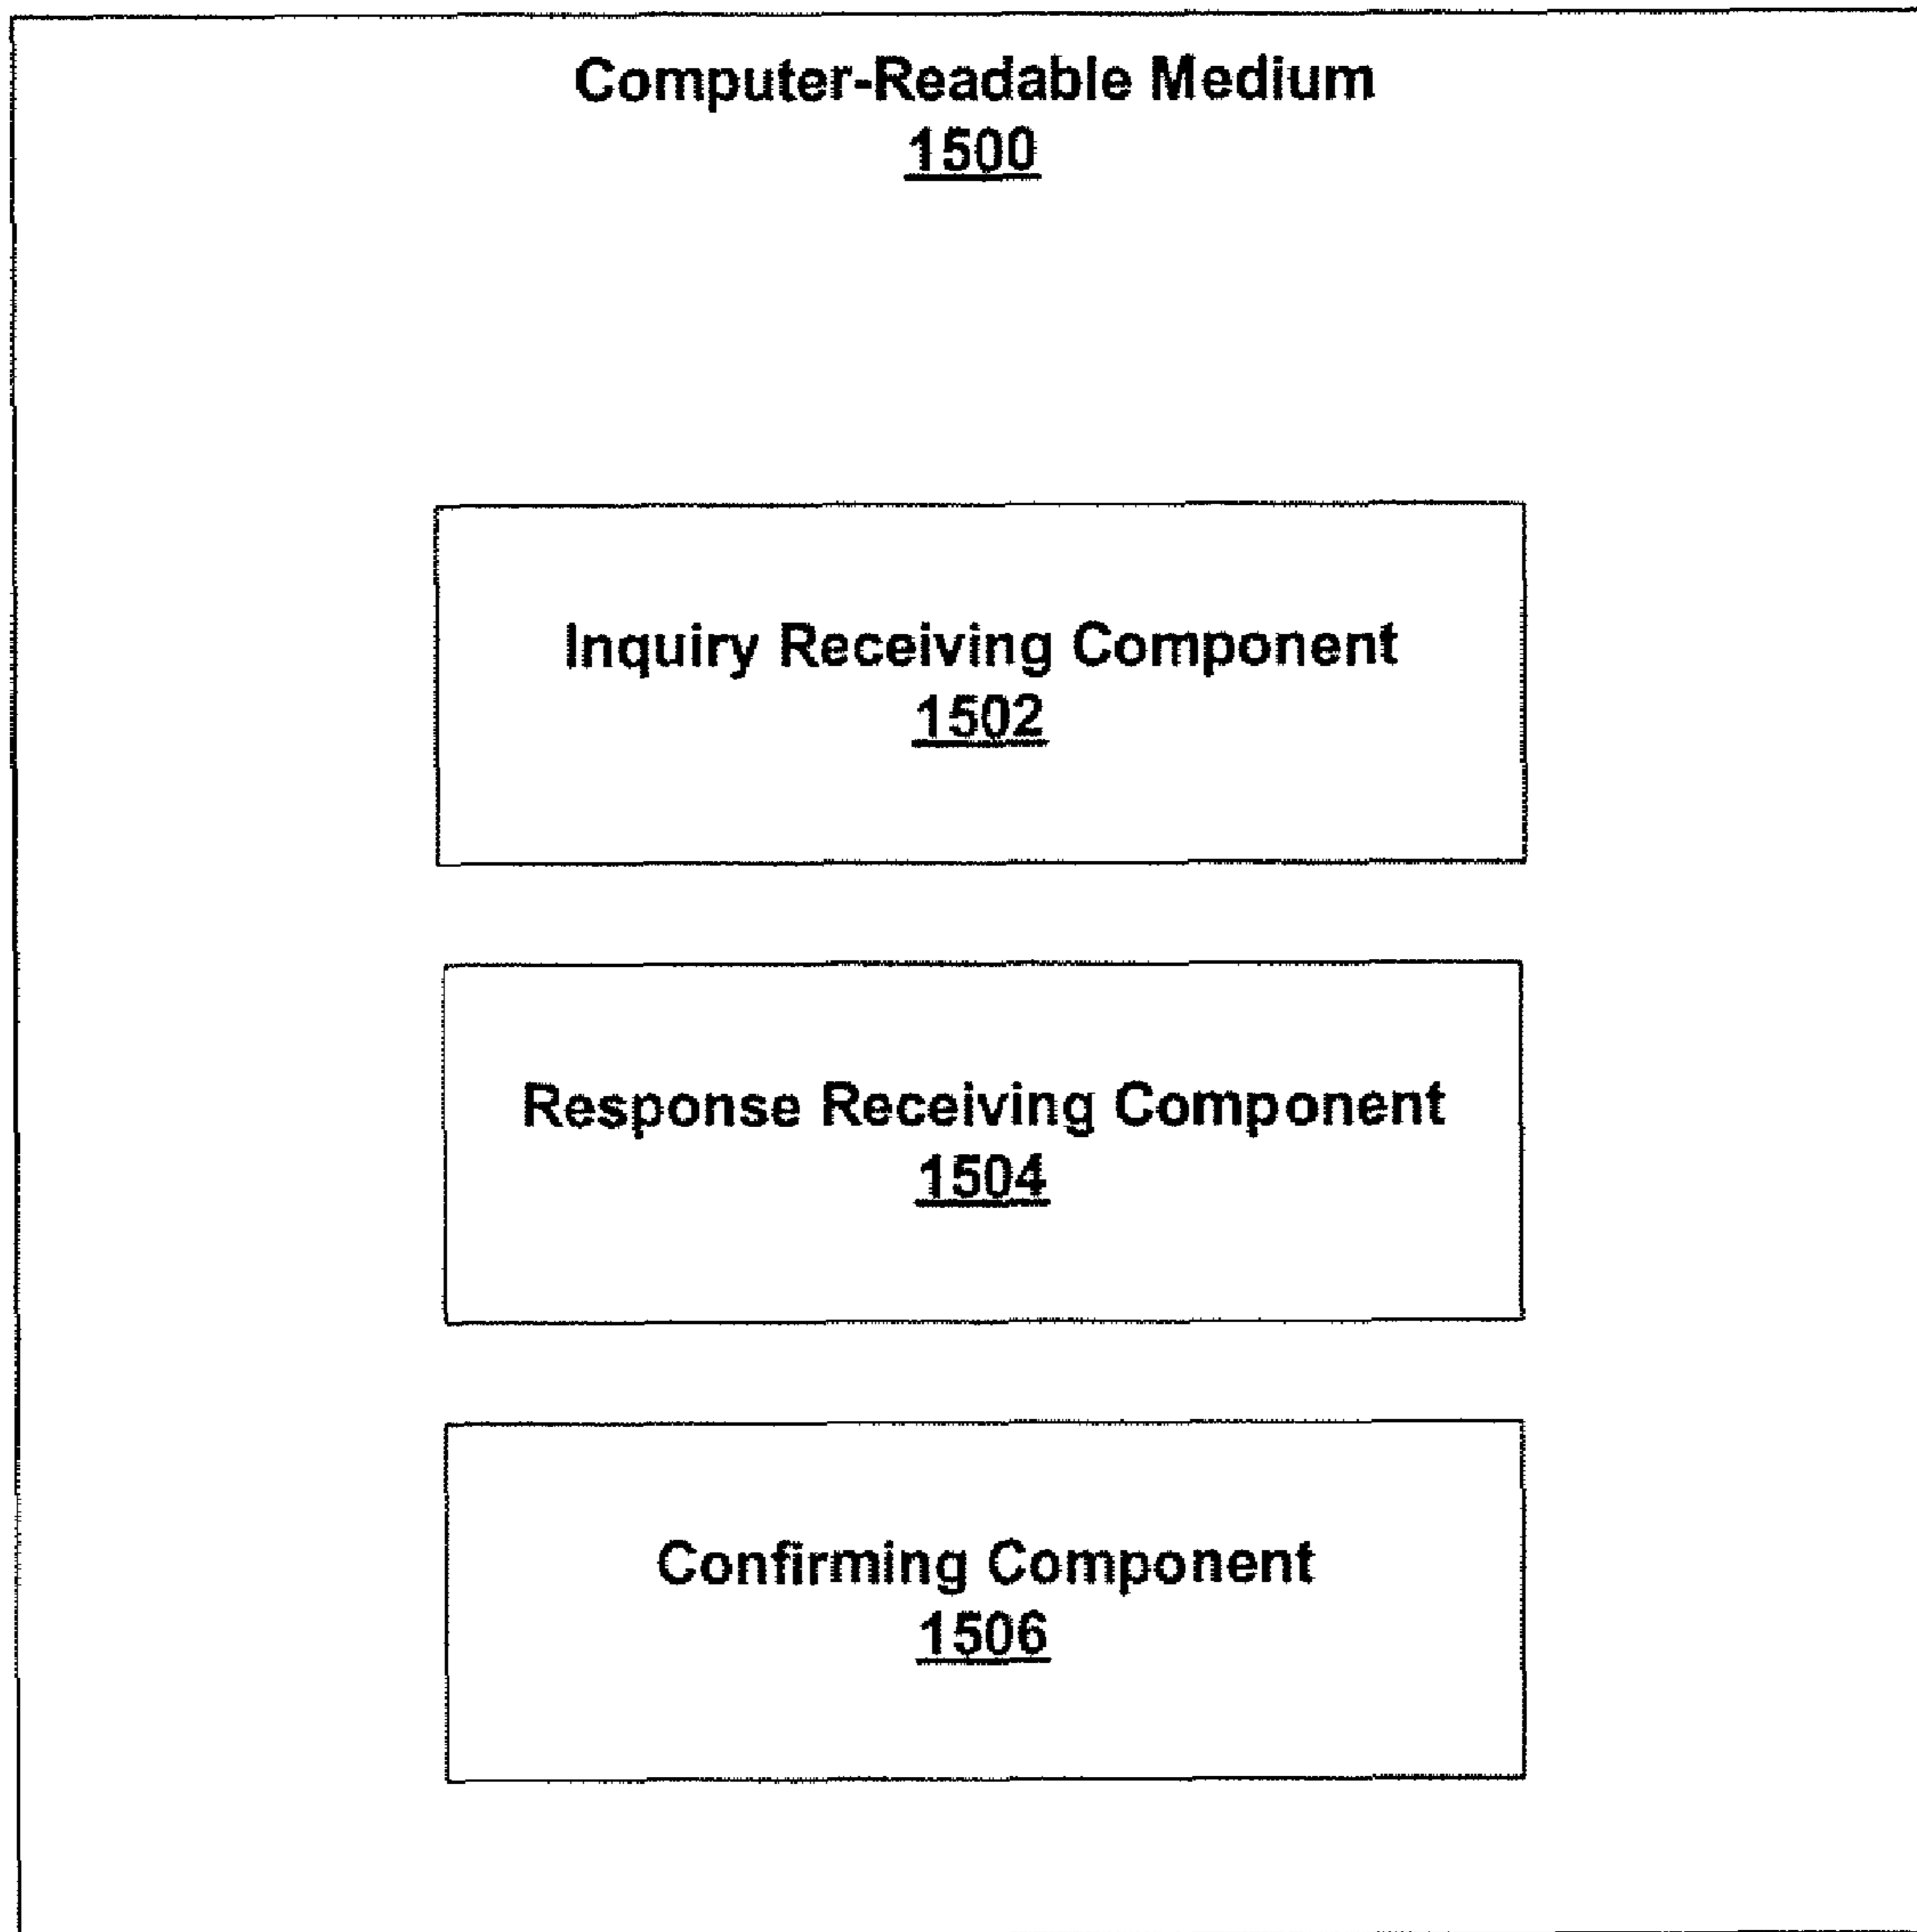 Computer-Readable Medium
1500
Inquiry Receiving Component
1502
Response Receiving Component
1504
Confirming Component
1506